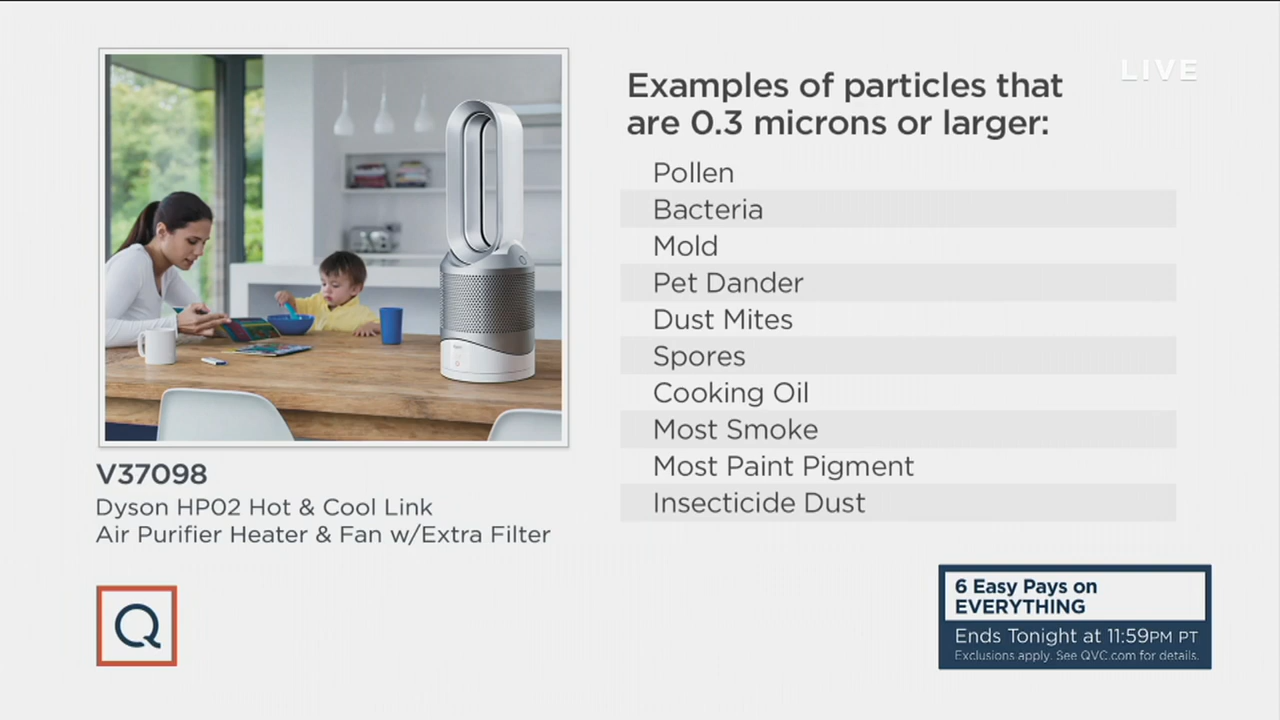 LIVE
Examples of particles that
are 0.3 microns or larger:
Pollen
Bacteria
Mold
Pet Dander
Dust Mites
Spores
Cooking Oil
Most Smoke
Most Paint Pigment
Insecticide Dust
V37098
Dyson HP02 Hot & Cool Link
Air Purifier Heater & Fan w/Extra Filter
Q
6 Easy Pays on
EVERYTHING
Ends Tonight at 11:59PM PT
Exclusions apply. See QVC.com for details.